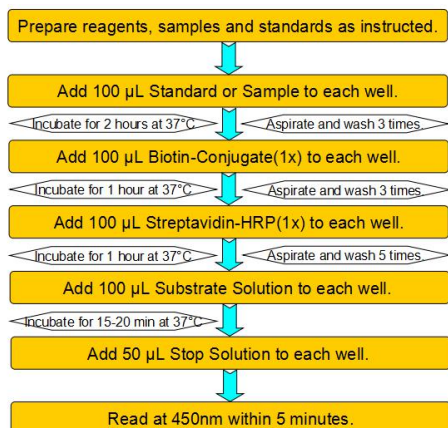 Prepare reagents, samples and standards as instructed.
Add 100 µL Standard or Sample to each well.
Incubate for 2 hours at 37°C
Aspirate and wash 3 times.
Add 100 µL Biotin-Conjugate(1x) to each well.
Incubate for 1 hour at 37°C
Aspirate and wash 3 times.
Add 100 µL Streptavidin-HRP(1x) to each well.
Incubate for 1 hour at 37°C
Aspirate and wash 5 times.
Add 100 µL Substrate Solution to each well.
Incubate for 15-20 min at 37°C
Add 50 µL Stop Solution to each well.
Read at 450nm within 5 minutes.